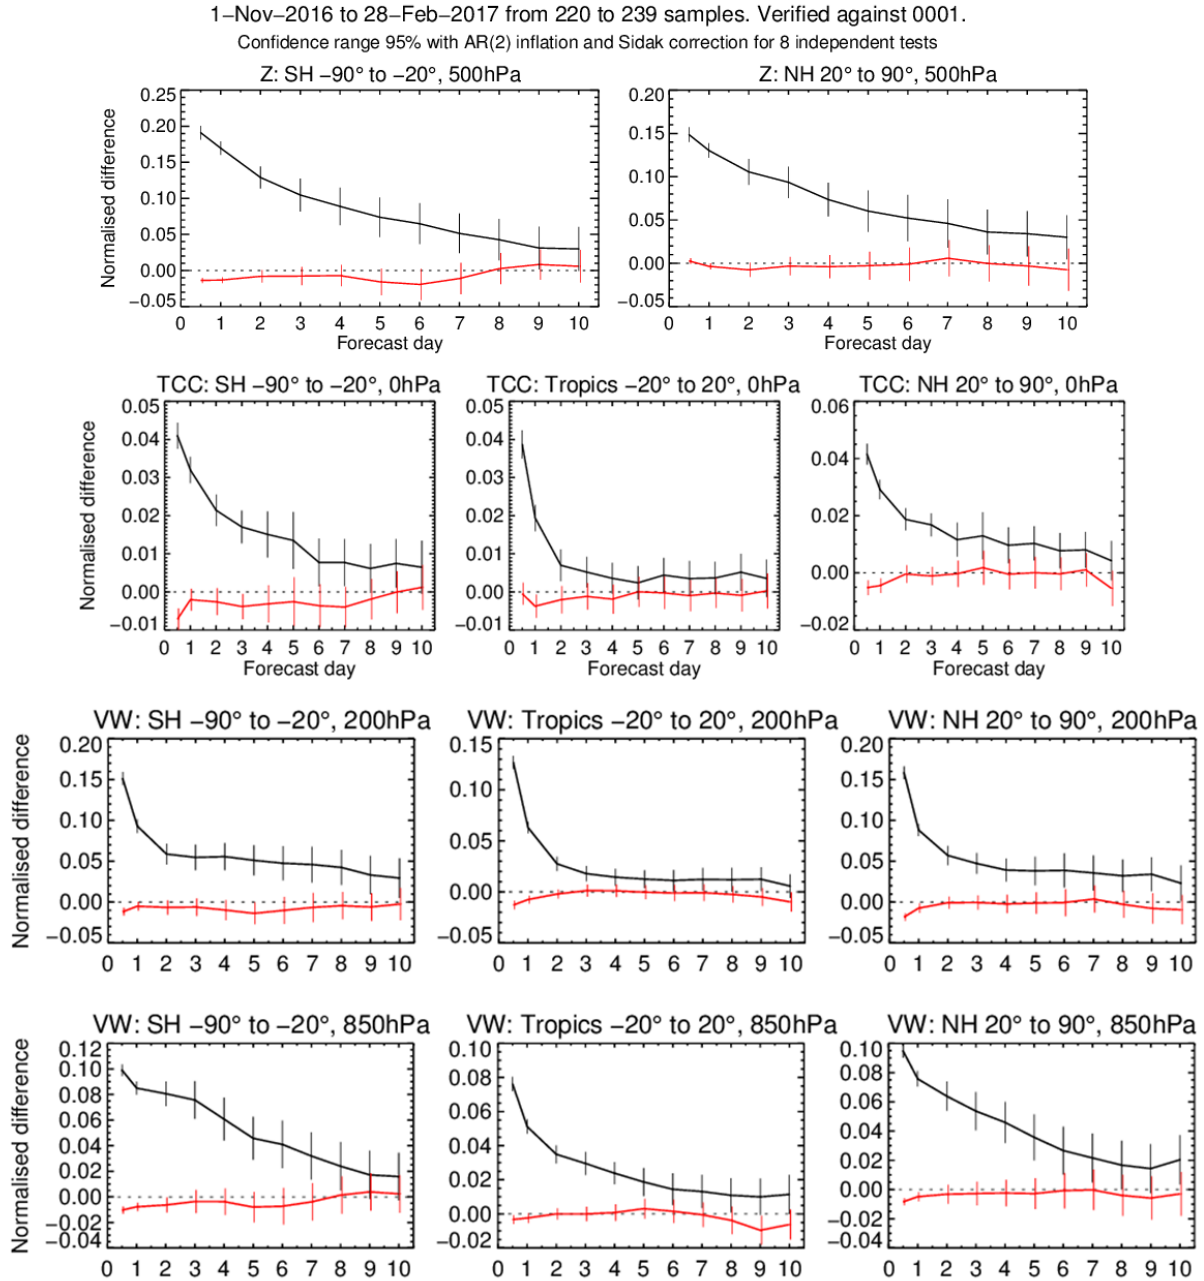 1−Nov−2016 to 28−Feb−2017 from 220 to 239 samples. Verified against 0001.
Confidence range 95% with AR(2) inflation and Sidak correction for 8 independent tests
Z: SH −90° to −20°, 500hPa
Z: NH 20° to 90°, 500hPa
Normalised difference
0.25
0.20
0.15
0.10
0.05
0.00
−0.05
0 1 2 3 4 5 6 7 8 9 10
Forecast day
0.20
0.15
0.10
0.05
0.00
−0.05
0 1 2 3 4 5 6 7 8 9 10
Forecast day
TCC: SH −90° to −20°, 0hPa
TCC: Tropics −20° to 20°, 0hPa
TCC: NH 20° to 90°, 0hPa
Normalised difference
0.05
0.04
0.03
0.02
0.01
0.00
−0.01
0 1 2 3 4 5 6 7 8 9 10
Forecast day
0.05
0.04
0.03
0.02
0.01
0.00
−0.01
0 1 2 3 4 5 6 7 8 9 10
Forecast day
0.06
0.04
0.02
0.00
−0.02
0 1 2 3 4 5 6 7 8 9 10
Forecast day
VW: SH −90° to −20°, 200hPa
VW: Tropics −20° to 20°, 200hPa
VW: NH 20° to 90°, 200hPa
Normalised difference
0.20
0.15
0.10
0.05
0.00
−0.05
0 1 2 3 4 5 6 7 8 9 10
0.15
0.10
0.05
0.00
−0.05
0 1 2 3 4 5 6 7 8 9 10
0.20
0.15
0.10
0.05
0.00
−0.05
0 1 2 3 4 5 6 7 8 9 10
VW: SH −90° to −20°, 850hPa
VW: Tropics −20° to 20°, 850hPa
VW: NH 20° to 90°, 850hPa
Normalised difference
0.12
0.10
0.08
0.06
0.04
0.02
0.00
−0.02
−0.04
0 1 2 3 4 5 6 7 8 9 10
0.10
0.08
0.06
0.04
0.02
0.00
−0.02
0 1 2 3 4 5 6 7 8 9 10
0.10
0.08
0.06
0.04
0.02
0.00
−0.02
−0.04
0 1 2 3 4 5 6 7 8 9 10